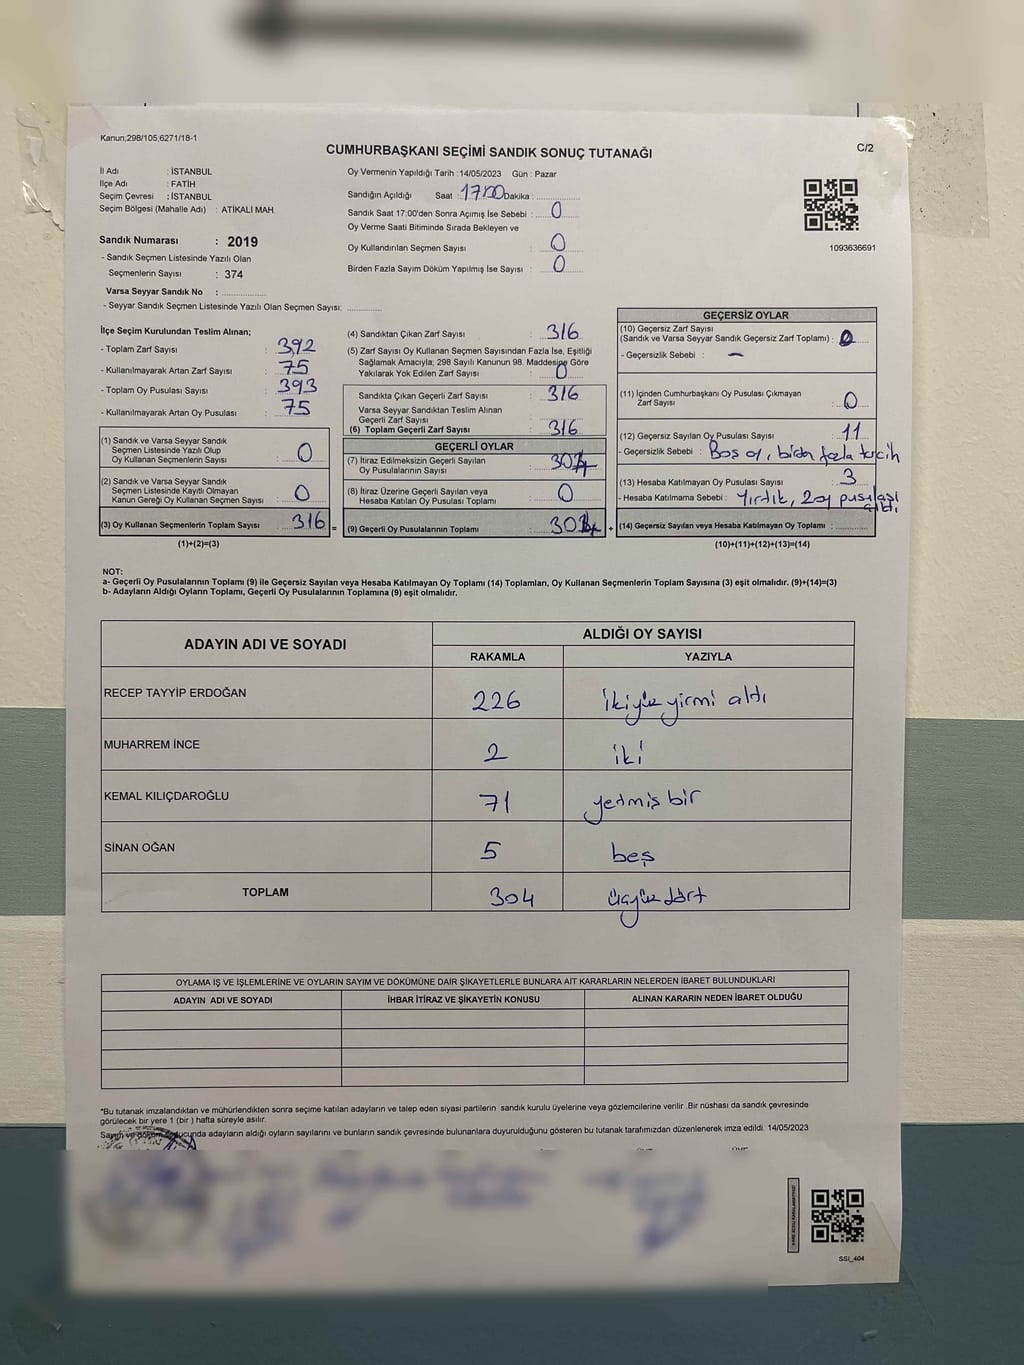 Kanun;298/105;6271/18-1
C/2
CUMHURBAŞKANI SEÇİMİ SANDIK SONUÇ TUTANAĞI
İl Adı : İSTANBUL
İlçe Adı : FATİH
Seçim Çevresi : İSTANBUL
Seçim Bölgesi (Mahalle Adı) : ATİKALİ MAH.
Sandık Numarası : 2019
- Sandık Seçmen Listesinde Yazılı Olan
Seçmenlerin Sayısı : 374
Varsa Seyyar Sandık No :
- Seyyar Sandık Seçmen Listesinde Yazılı Olan Seçmen Sayısı:
Oy Vermenin Yapıldığı Tarih :14/05/2023 Gün : Pazar
Sandığın Açıldığı Saat : 17:00 Dakika :
Sandık Saat 17:00'den Sonra Açımış İse Sebebi : 0
Oy Verme Saati Bitiminde Sırada Bekleyen ve
Oy Kullandırılan Seçmen Sayısı 0
Birden Fazla Sayım Döküm Yapılmış İse Sayısı : 0
1093636691
İlçe Seçim Kurulundan Teslim Alınan;
- Toplam Zarf Sayısı : 392
- Kullanılmayarak Artan Zarf Sayısı : 75
- Toplam Oy Pusulası Sayısı : 393
- Kullanılmayarak Artan Oy Pusulası : 75
(1) Sandık ve Varsa Seyyar Sandık
Seçmen Listesinde Yazılı Olup
Oy Kullanan Seçmenlerin Sayısı : 0
(2) Sandık ve Varsa Seyyar Sandık
Seçmen Listesinde Kayıtlı Olmayan
Kanun Gereği Oy Kullanan Seçmen Sayısı : 0
(3) Oy Kullanan Seçmenlerin Toplam Sayısı : 316
(1)+(2)=(3)
(4) Sandıktan Çıkan Zarf Sayısı : 316
(5) Zarf Sayısı Oy Kullanan Seçmen Sayısından Fazla İse, Eşitliği
Sağlamak Amacıyla; 298 Sayılı Kanunun 98. Maddesine Göre
Yakılarak Yok Edilen Zarf Sayısı : 0
Sandıkta Çıkan Geçerli Zarf Sayısı : 316
Varsa Seyyar Sandıktan Teslim Alınan
Geçerli Zarf Sayısı :
(6) Toplam Geçerli Zarf Sayısı : 316
GEÇERLİ OYLAR
(7) İtiraz Edilmeksizin Geçerli Sayılan
Oy Pusulalarının Sayısı : 304
(8) İtiraz Üzerine Geçerli Sayılan veya
Hesaba Katılan Oy Pusulası Toplamı : 0
= (9) Geçerli Oy Pusulalarının Toplamı : 304
GEÇERSİZ OYLAR
(10) Geçersiz Zarf Sayısı
(Sandık ve Varsa Seyyar Sandık Geçersiz Zarf Toplamı) : 0
- Geçersizlik Sebebi : –
(11) İçinden Cumhurbaşkanı Oy Pusulası Çıkmayan
Zarf Sayısı : 0
(12) Geçersiz Sayılan Oy Pusulası Sayısı : 11
- Geçersizlik Sebebi : Boş oy, birden fazla tercih
(13) Hesaba Katılmayan Oy Pusulası Sayısı : 3
- Hesaba Katılmama Sebebi : Yırtık, 2 oy pusulası
çıktı
+ (14) Geçersiz Sayılan veya Hesaba Katılmayan Oy Toplamı :
(10)+(11)+(12)+(13)=(14)
NOT:
a- Geçerli Oy Pusulalarının Toplamı (9) ile Geçersiz Sayılan veya Hesaba Katılmayan Oy Toplamı (14) Toplamları, Oy Kullanan Seçmenlerin Toplam Sayısına (3) eşit olmalıdır. (9)+(14)=(3)
b- Adayların Aldığı Oyların Toplamı, Geçerli Oy Pusulalarının Toplamına (9) eşit olmalıdır.
ADAYIN ADI VE SOYADI ALDIĞI OY SAYISI
RAKAMLA YAZIYLA
RECEP TAYYİP ERDOĞAN 226 ikiyüz yirmi altı
MUHARREM İNCE 2 iki
KEMAL KILIÇDAROĞLU 71 yetmiş bir
SİNAN OĞAN 5 beş
TOPLAM 304 üçyüz dört
OYLAMA İŞ VE İŞLEMLERİNE VE OYLARIN SAYIM VE DÖKÜMÜNE DAİR ŞİKAYETLERLE BUNLARA AİT KARARLARIN NELERDEN İBARET BULUNDUKLARI
ADAYIN ADI VE SOYADI İHBAR İTİRAZ VE ŞİKAYETİN KONUSU ALINAN KARARIN NEDEN İBARET OLDUĞU
*Bu tutanak imzalandıktan ve mühürlendikten sonra seçime katılan adayların ve talep eden siyasi partilerin sandık kurulu üyelerine veya gözlemcilerine verilir .Bir nüshası da sandık çevresinde
görülecek bir yere 1 (bir ) hafta süreyle asılır.
Sayım ve döküm sonucunda adayların aldığı oyların sayılarını ve bunların sandık çevresinde bulunanlara duyurulduğunu gösteren bu tutanak tarafımızdan düzenlenerek imza edildi. 14/05/2023
SSI_404